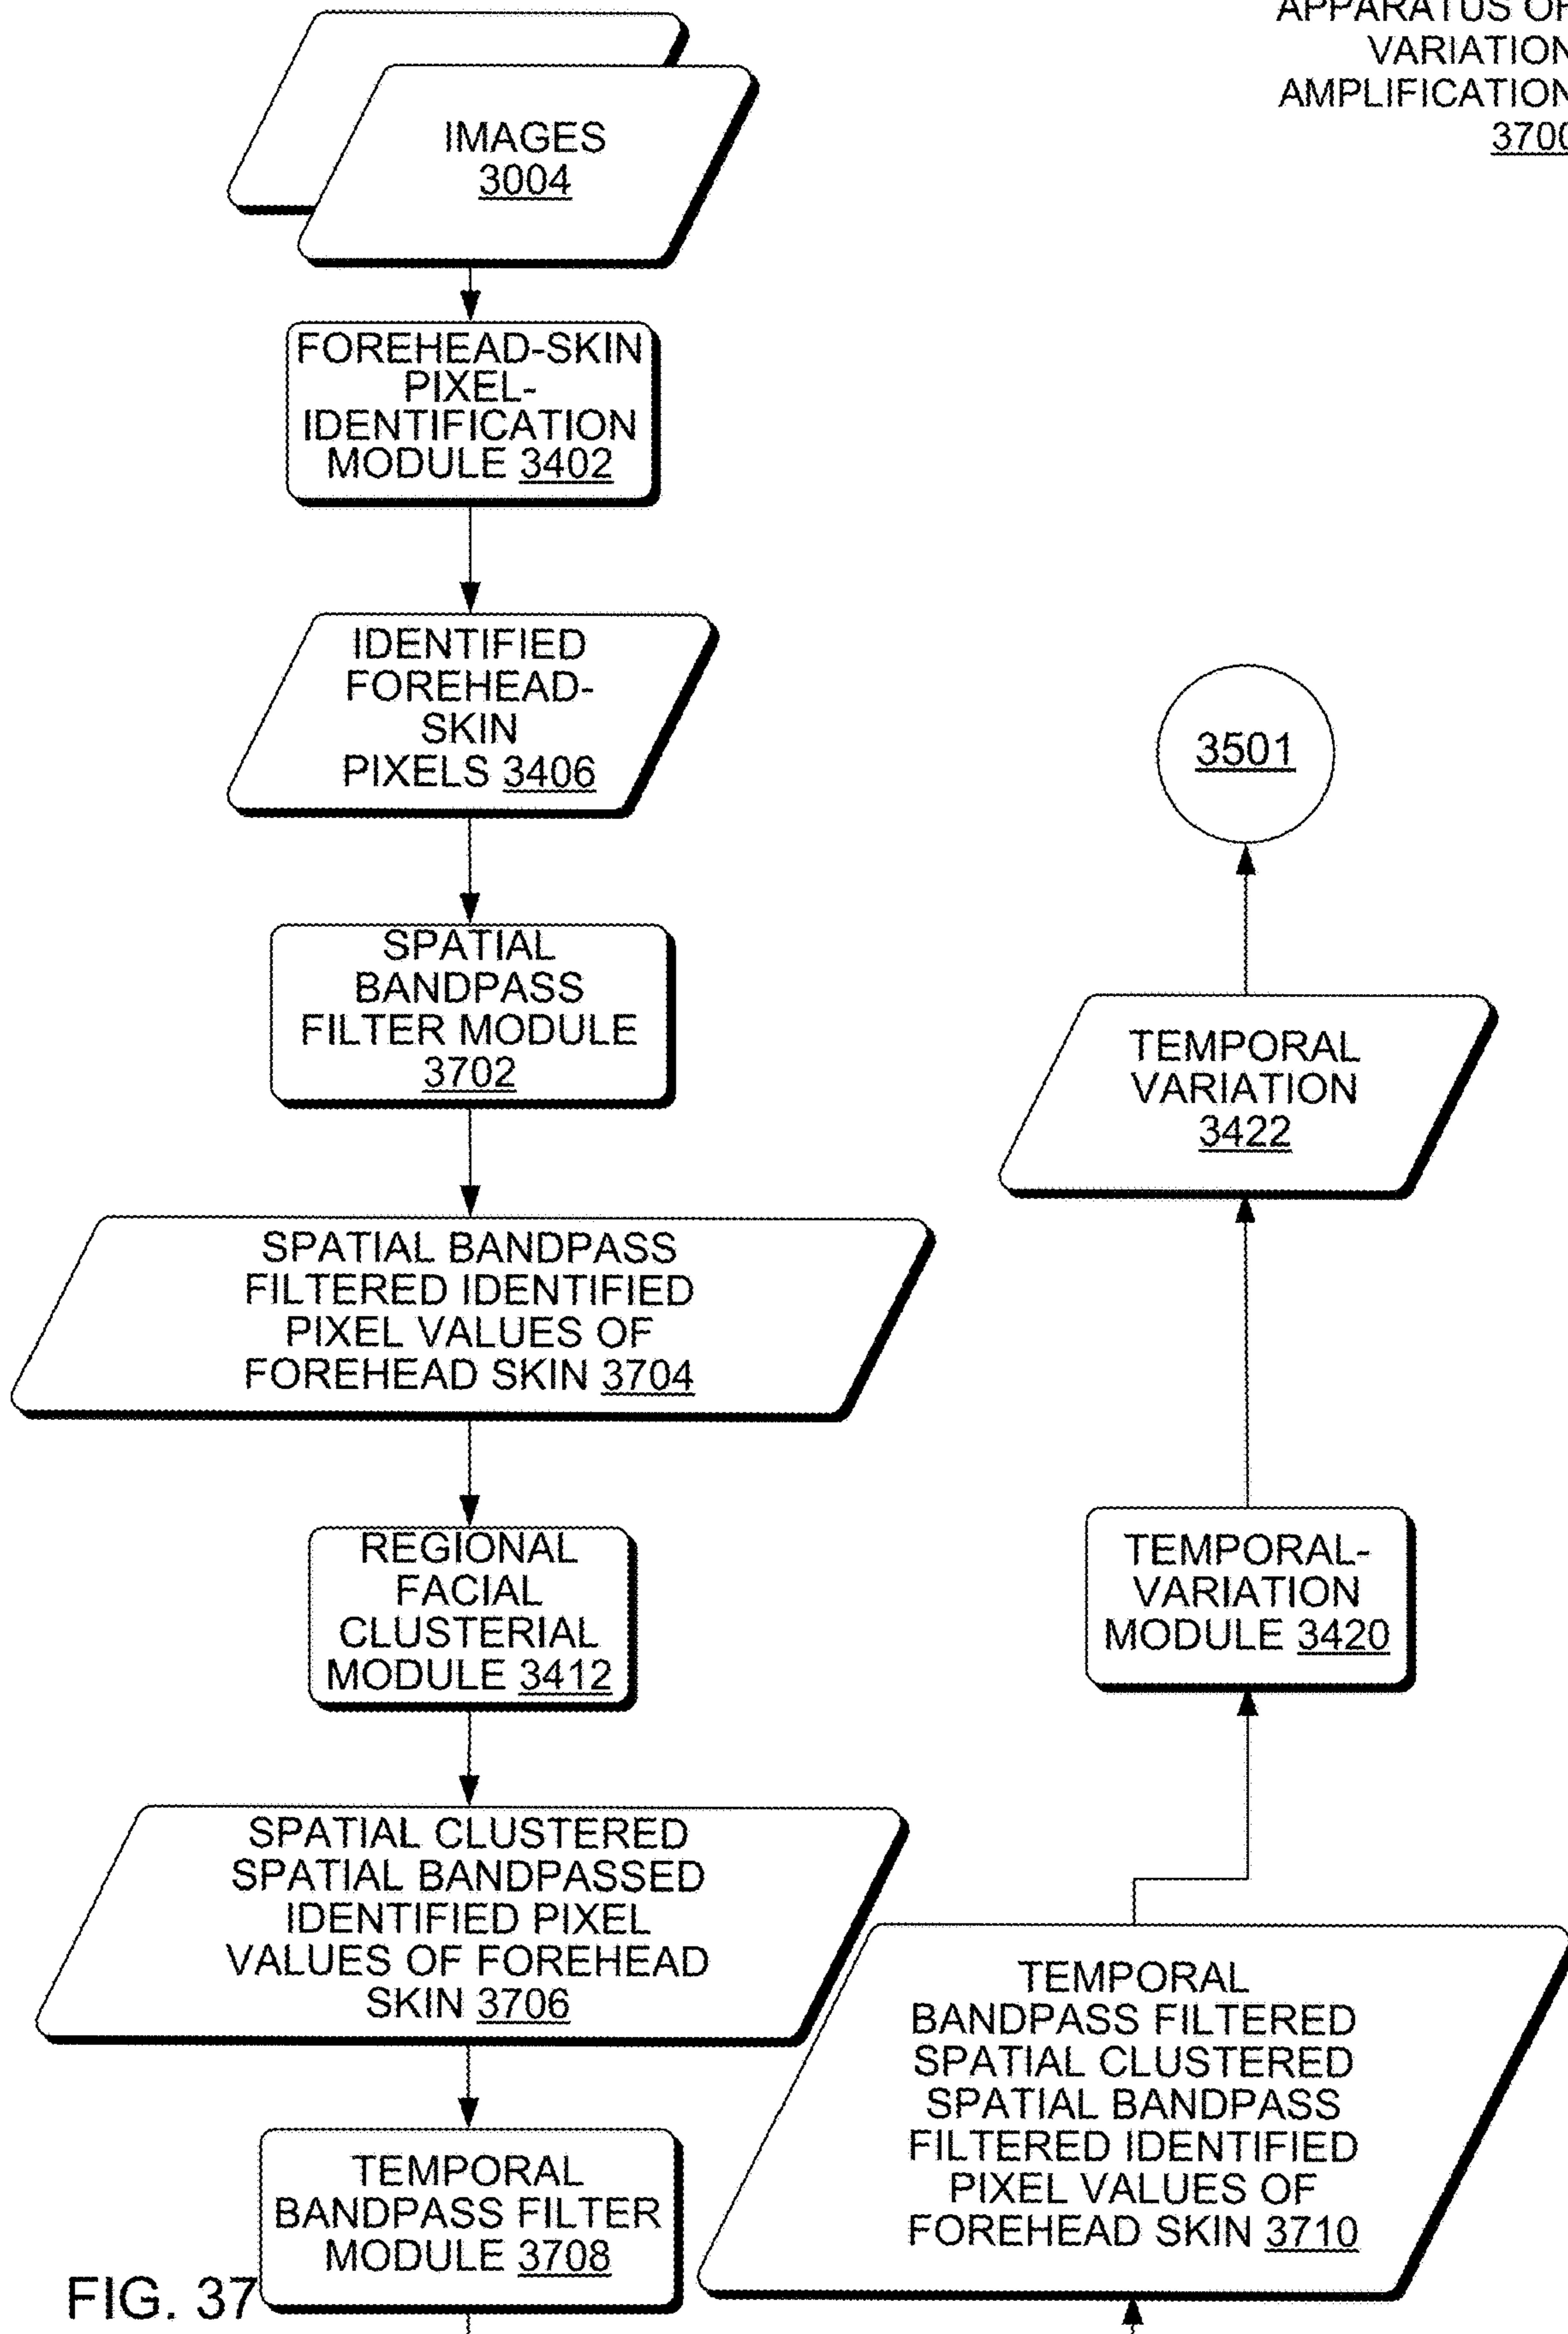 APPARATUS OF
VARIATION
AMPLIFICATION
3700
IMAGES
3004
FOREHEAD-SKIN
PIXEL-
IDENTIFICATION
MODULE 3402
IDENTIFIED
FOREHEAD-
SKIN
PIXELS 3406
SPATIAL
BANDPASS
FILTER MODULE
3702
SPATIAL BANDPASS
FILTERED IDENTIFIED
PIXEL VALUES OF
FOREHEAD SKIN 3704
REGIONAL
FACIAL
CLUSTERIAL
MODULE 3412
SPATIAL CLUSTERED
SPATIAL BANDPASSED
IDENTIFIED PIXEL
VALUES OF FOREHEAD
SKIN 3706
TEMPORAL
BANDPASS FILTER
MODULE 3708
TEMPORAL
BANDPASS FILTERED
SPATIAL CLUSTERED
SPATIAL BANDPASS
FILTERED IDENTIFIED
PIXEL VALUES OF
FOREHEAD SKIN 3710
TEMPORAL-
VARIATION
MODULE 3420
TEMPORAL
VARIATION
3422
3501
FIG. 37